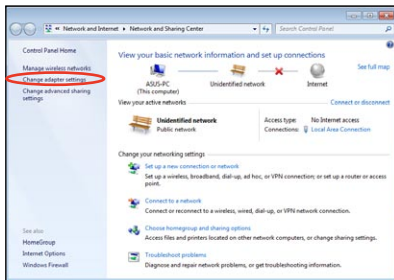 « Network and Internet ▸ Network and Sharing Center
Search Control Panel
Control Panel Home
Manage wireless networks
Change adapter settings
Change advanced sharing
settings
See also
HomeGroup
Internet Options
Windows Firewall
View your basic network information and set up connections
See full map
ASUS-PC
(This computer)
Unidentified network
Internet
View your active networks
Connect or disconnect
Unidentified network
Public network
Access type: No Internet access
Connections: Local Area Connection
Change your networking settings
Set up a new connection or network
Set up a wireless, broadband, dial-up, ad hoc, or VPN connection; or set up a router or access
point.
Connect to a network
Connect or reconnect to a wireless, wired, dial-up, or VPN network connection.
Choose homegroup and sharing options
Access files and printers located on other network computers, or change sharing settings.
Troubleshoot problems
Diagnose and repair network problems, or get troubleshooting information.